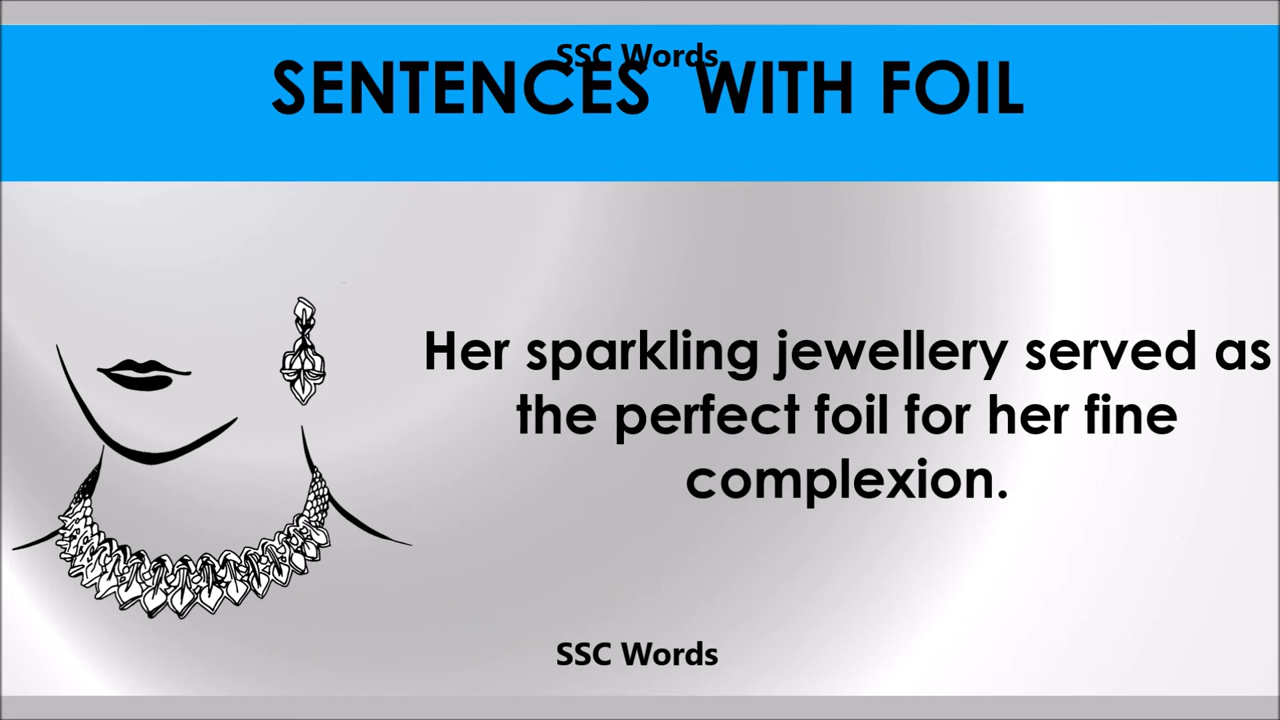 SSC Words
SENTENCES WITH FOIL
Her sparkling jewellery served as
the perfect foil for her fine
complexion.
SSC Words